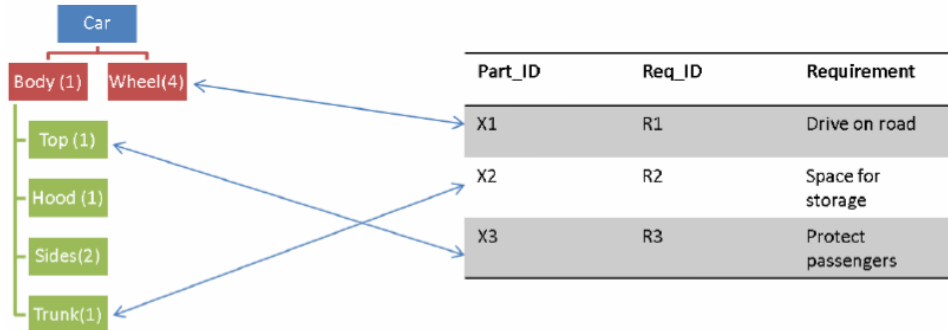 Car
Body (1) Wheel(4)
Top (1)
Hood (1)
Sides(2)
Trunk(1)
Part_ID Req_ID Requirement
X1 R1 Drive on road
X2 R2 Space for
storage
X3 R3 Protect
passengers